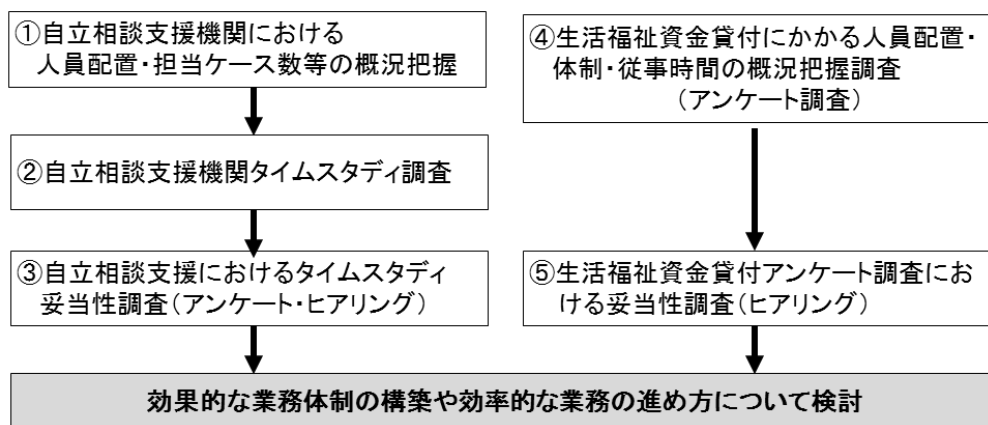 ①自立相談支援機関における
人員配置・担当ケース数等の概況把握
②自立相談支援機関タイムスタディ調査
③自立相談支援におけるタイムスタディ
妥当性調査(アンケート・ヒアリング)
④生活福祉資金貸付にかかる人員配置・
体制・従事時間の概況把握調査
(アンケート調査)
⑤生活福祉資金貸付アンケート調査にお
ける妥当性調査(ヒアリング)
効果的な業務体制の構築や効率的な業務の進め方について検討